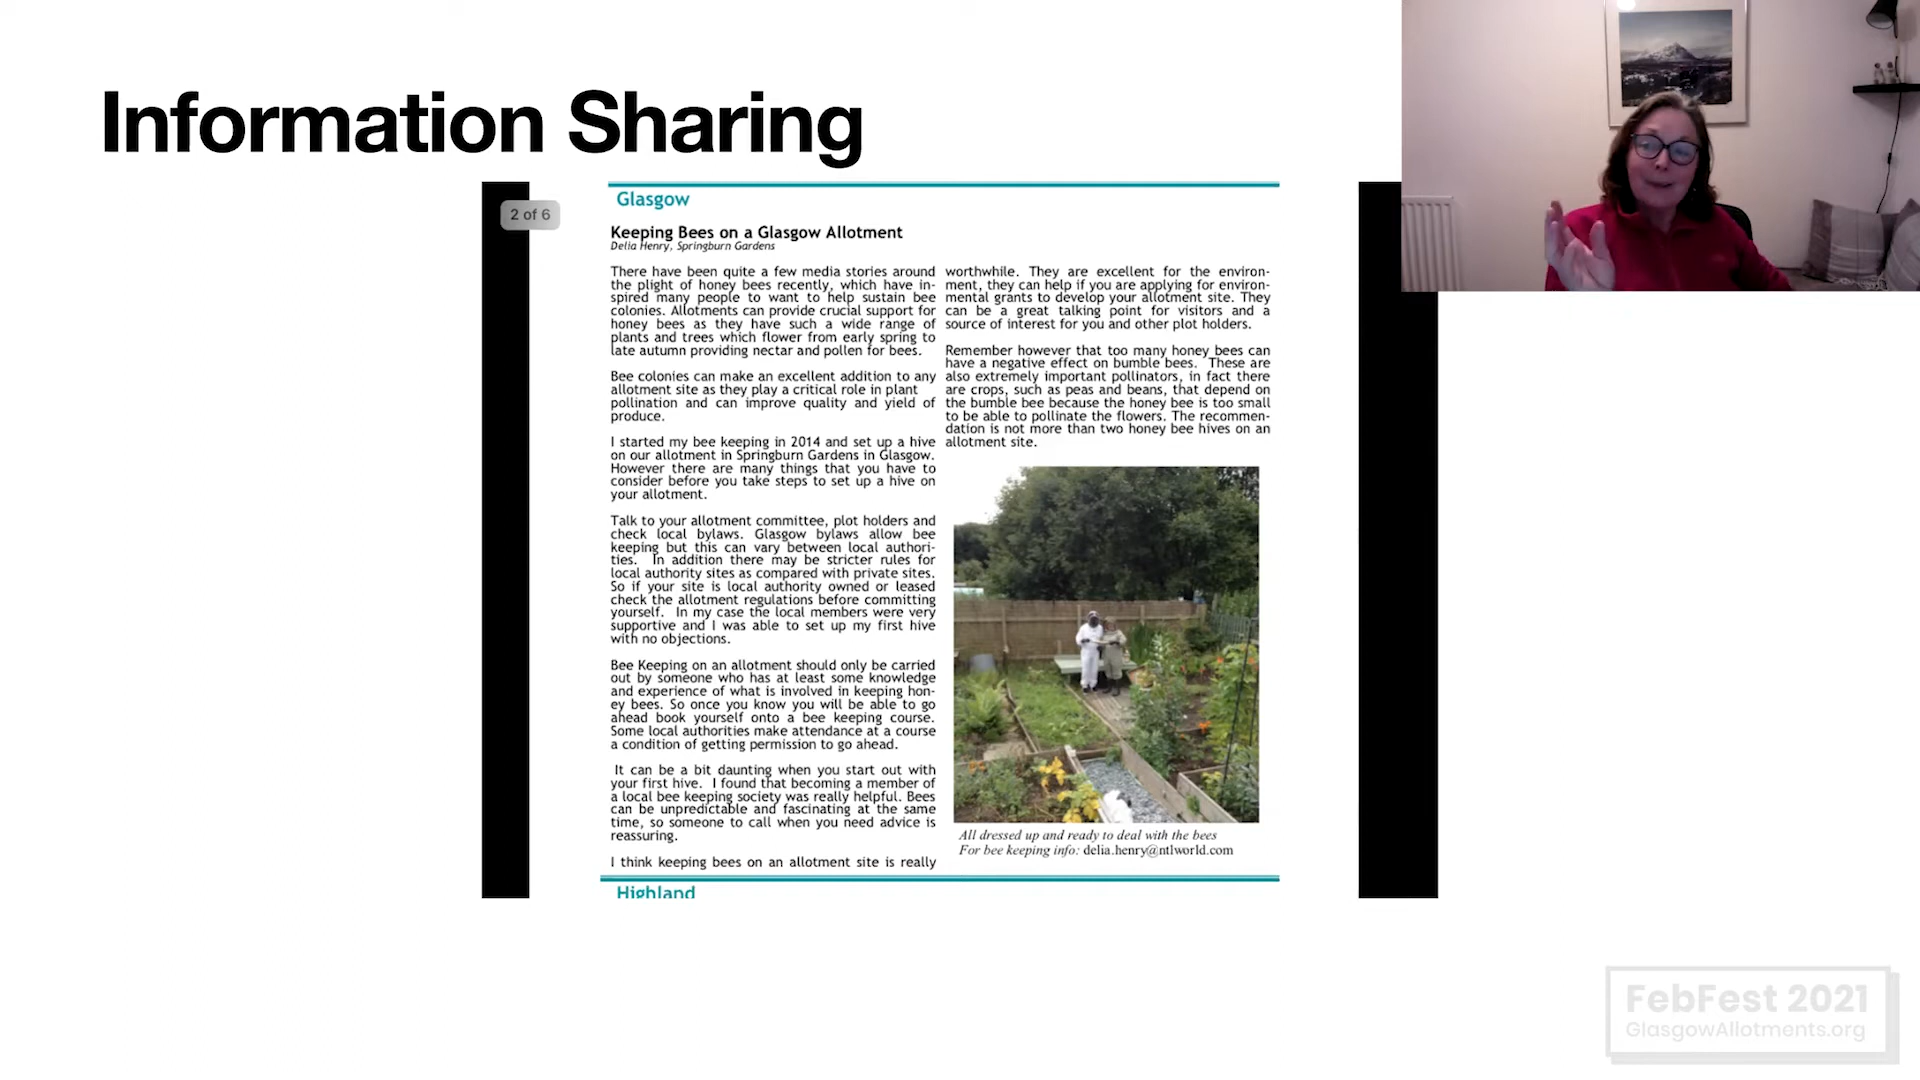 Information Sharing
2 of 6
Glasgow
Keeping Bees on a Glasgow Allotment
Delia Henry, Springburn Gardens
There have been quite a few media stories around
the plight of honey bees recently, which have in-
spired many people to want to help sustain bee
colonies. Allotments can provide crucial support for
honey bees as they have such a wide range of
plants and trees which flower from early spring to
late autumn providing nectar and pollen for bees.
Bee colonies can make an excellent addition to any
allotment site as they play a critical role in plant
pollination and can improve quality and yield of
produce.
I started my bee keeping in 2014 and set up a hive
on our allotment in Springburn Gardens in Glasgow.
However there are many things that you have to
consider before you take steps to set up a hive on
your allotment.
Talk to your allotment committee, plot holders and
check local bylaws. Glasgow bylaws allow bee
keeping but this can vary between local authori-
ties. In addition there may be stricter rules for
local authority sites as compared with private sites.
So if your site is local authority owned or leased
check the allotment regulations before committing
yourself. In my case the local members were very
supportive and I was able to set up my first hive
with no objections.
Bee Keeping on an allotment should only be carried
out by someone who has at least some knowledge
and experience of what is involved in keeping hon-
ey bees. So once you know you will be able to go
ahead book yourself onto a bee keeping course.
Some local authorities make attendance at a course
a condition of getting permission to go ahead.
It can be a bit daunting when you start out with
your first hive. I found that becoming a member of
a local bee keeping society was really helpful. Bees
can be unpredictable and fascinating at the same
time, so someone to call when you need advice is
reassuring.
I think keeping bees on an allotment site is really
worthwhile. They are excellent for the environ-
ment, they can help if you are applying for environ-
mental grants to develop your allotment site. They
can be a great talking point for visitors and a
source of interest for you and other plot holders.
Remember however that too many honey bees can
have a negative effect on bumble bees. These are
also extremely important pollinators, in fact there
are crops, such as peas and beans, that depend on
the bumble bee because the honey bee is too small
to be able to pollinate the flowers. The recommen-
dation is not more than two honey bee hives on an
allotment site.
All dressed up and ready to deal with the bees
For bee keeping info: delia.henry@ntlworld.com
Highland
FebFest 2021
GlasgowAllotments.org